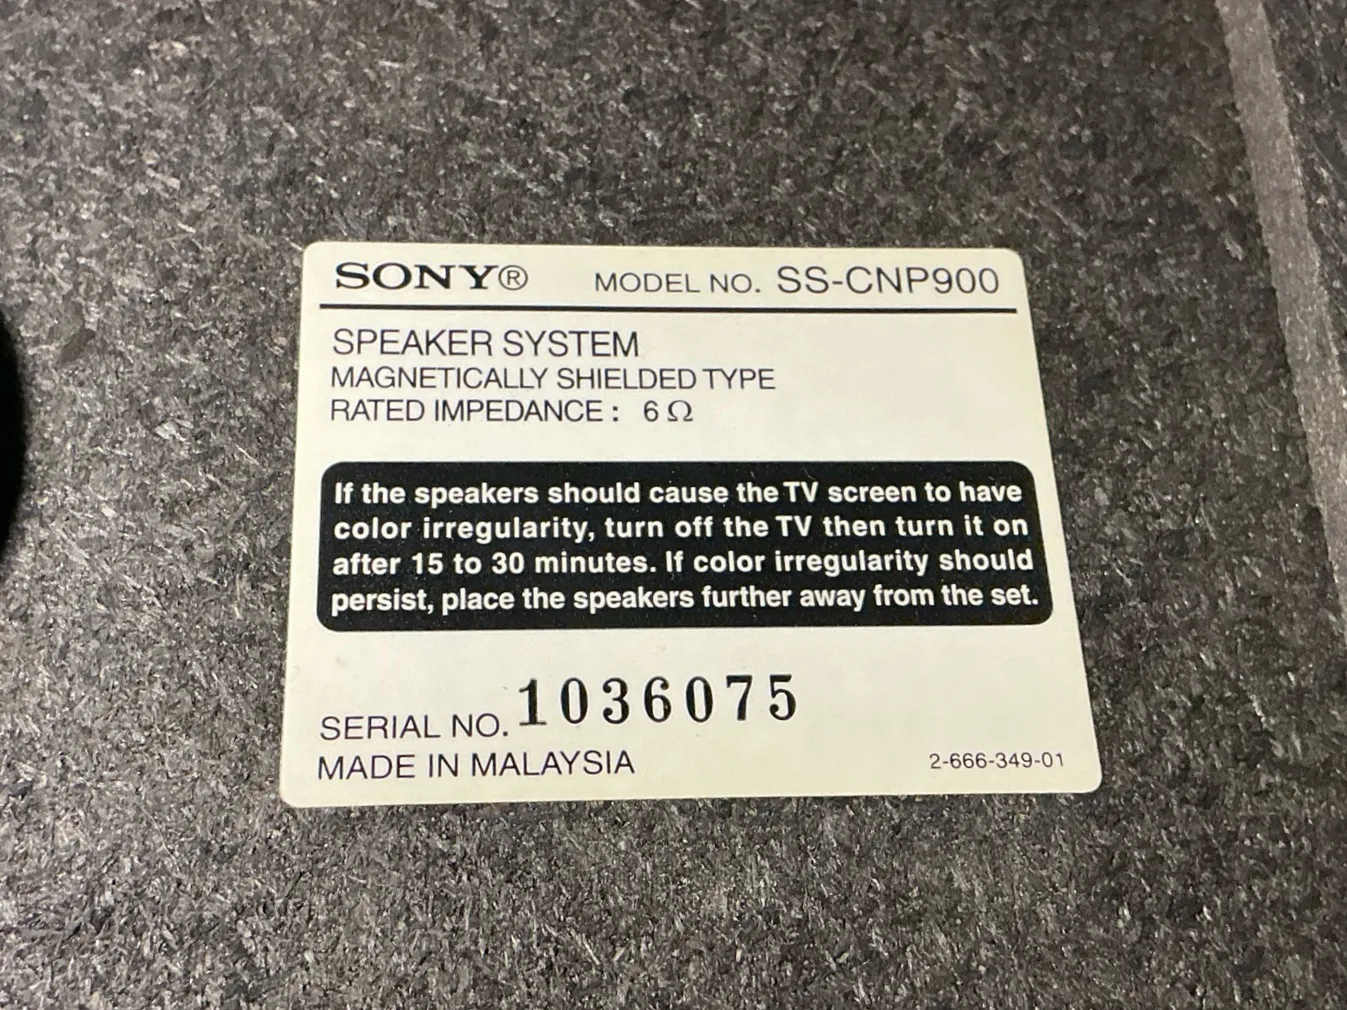 SONY® MODEL NO. SS-CNP900
SPEAKER SYSTEM
MAGNETICALLY SHIELDED TYPE
RATED IMPEDANCE : 6 Ω
If the speakers should cause the TV screen to have
color irregularity, turn off the TV then turn it on
after 15 to 30 minutes. If color irregularity should
persist, place the speakers further away from the set.
SERIAL NO. 1036075
MADE IN MALAYSIA 2-666-349-01